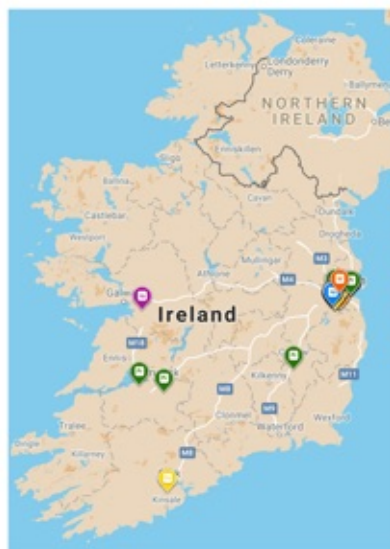 Coleraine
Letterkenny
Londonderry
Derry
Ballymena
NORTHERN
IRELAND
Enniskillen
Sligo
Ballina
Cavan
Dundalk
Castlebar
Drogheda
Westport
M3
Mullingar
Athlone
M4
Ireland
M18
Ennis
Kilkenny
M8
M11
M9
Clonmel
Wexford
Tralee
Waterford
Dingle
Killarney
M8
Kinsale